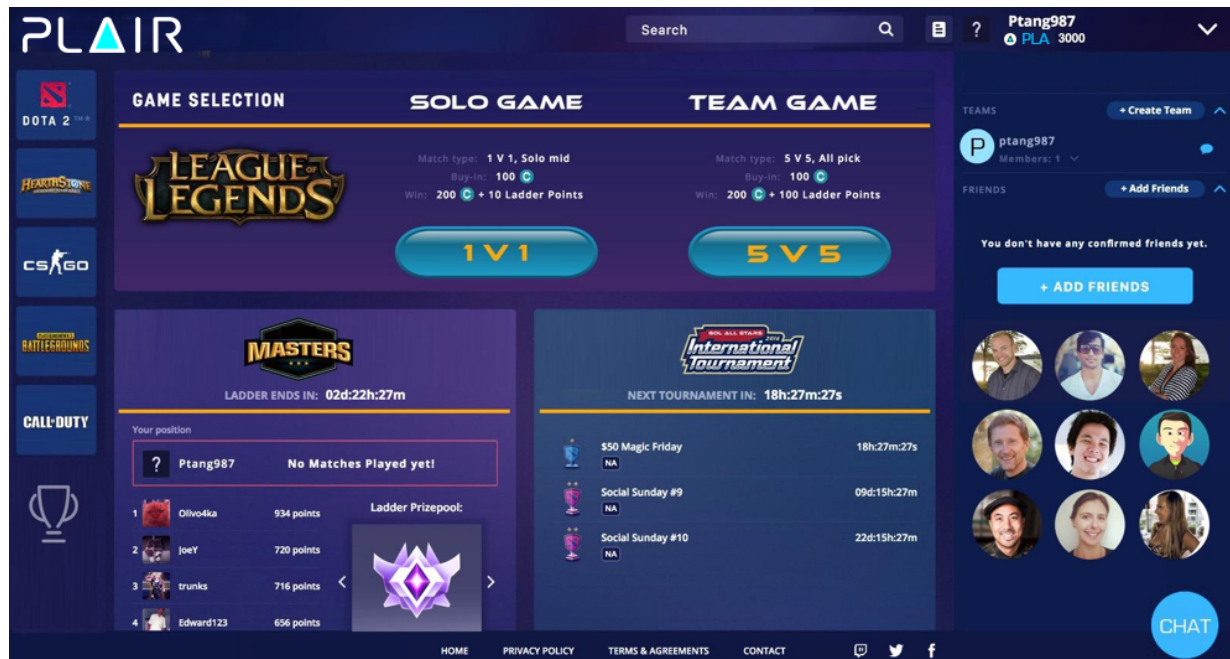 PLAIR
Search
?
Ptang987
PLA 3000
DOTA 2
HEARTHSTONE
CS GO
BATTLEGROUNDS
CALL OF DUTY
GAME SELECTION
SOLO GAME
TEAM GAME
LEAGUE OF
LEGENDS
Match type: 1 V 1, Solo mid
Buy-in: 100 C
Win: 200 C + 10 Ladder Points
1 V 1
Match type: 5 V 5, All pick
Buy-in: 100 C
Win: 200 C + 100 Ladder Points
5 V 5
MASTERS
LADDER ENDS IN: 02d:22h:27m
Your position
? Ptang987 No Matches Played yet!
1 Olivo4ka 934 points
2 JoeY 720 points
3 trunks 716 points
4 Edward123 656 points
Ladder Prizepool:
ALL STARS 
International
Tournament
NEXT TOURNAMENT IN: 18h:27m:27s
$50 Magic Friday 18h:27m:27s
NA
Social Sunday #9 09d:15h:27m
NA
Social Sunday #10 22d:15h:27m
NA
TEAMS + Create Team
P ptang987
Members: 1
FRIENDS + Add Friends
You don't have any confirmed friends yet.
+ ADD FRIENDS
CHAT
HOME PRIVACY POLICY TERMS & AGREEMENTS CONTACT